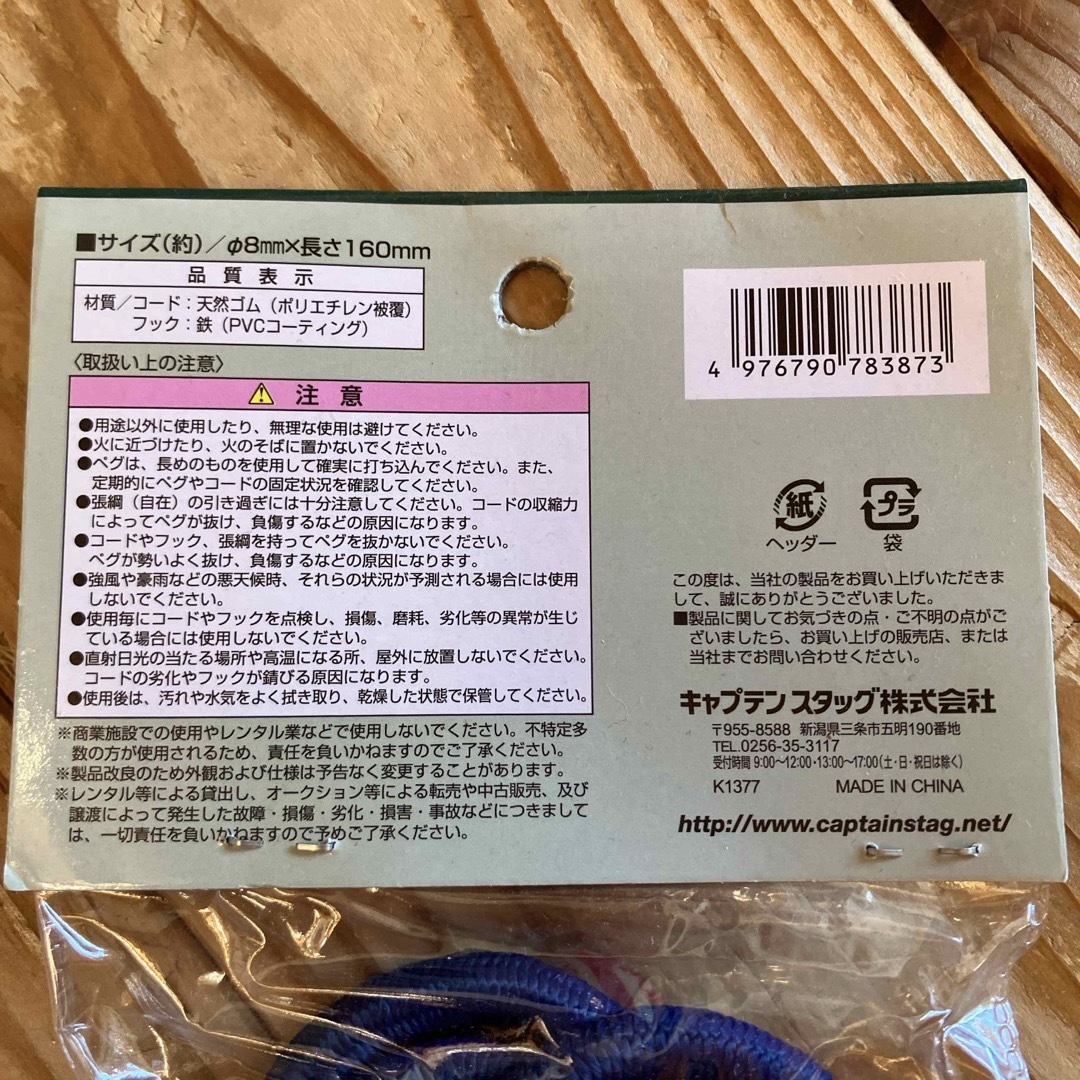 ■サイズ(約)/φ8mm×長さ160mm
品質表示
材質/コード：天然ゴム（ポリエチレン被覆）
フック：鉄（PVCコーティング）
〈取扱い上の注意〉
注意
●用途以外に使用したり、無理な使用は避けてください。
●火に近づけたり、火のそばに置かないでください。
●ペグは、長めのものを使用して確実に打ち込んでください。また、
定期的にペグやコードの固定状況を確認してください。
●張綱（自在）の引き過ぎには十分注意してください。コードの収縮力
によってペグが抜け、負傷するなどの原因になります。
●コードやフック、張綱を持ってペグを抜かないでください。
ペグが勢いよく抜け、負傷するなどの原因になります。
●強風や豪雨などの悪天候時、それらの状況が予測される場合には使用
しないでください。
●使用毎にコードやフックを点検し、損傷、磨耗、劣化等の異常が生じ
ている場合には使用しないでください。
●直射日光の当たる場所や高温になる所、屋外に放置しないでください。
コードの劣化やフックが錆びる原因になります。
●使用後は、汚れや水気をよく拭き取り、乾燥した状態で保管してください。
※商業施設での使用やレンタル業などで使用しないでください。不特定多
数の方が使用されるため、責任を負いかねますのでご了承ください。
※製品改良のため外観および仕様は予告なく変更することがあります。
※レンタル等による貸出し、オークション等による転売や中古販売、及び
譲渡によって発生した故障・損傷・劣化・損害・事故などにつきまして
は、一切責任を負いかねますので予めご了承ください。
4 976790 783873
紙
ヘッダー
プラ
袋
この度は、当社の製品をお買い上げいただきま
して、誠にありがとうございました。
■製品に関してお気づきの点・ご不明の点がご
ざいましたら、お買い上げの販売店、または
当社までお問い合わせください。
キャプテンスタッグ株式会社
〒955-8588 新潟県三条市五明190番地
TEL.0256-35-3117
受付時間 9:00〜12:00・13:00〜17:00（土・日・祝日は除く）
K1377 MADE IN CHINA
http://www.captainstag.net/